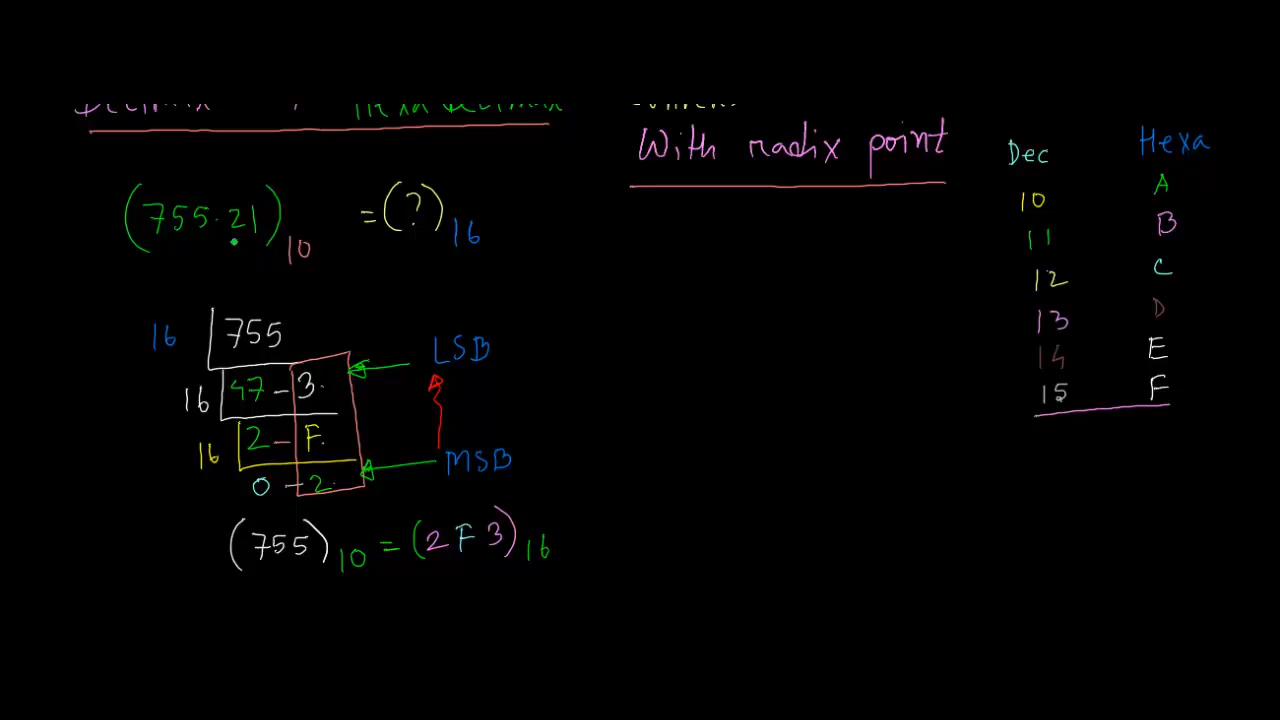 With radix point
Dec Hexa
10 A
11 B
12 C
13 D
14 E
15 F
(755.21)10 = (?)16
16 755
16 47 – 3.
16 2 – F.
0 – 2.
LSB
MSB
(755)10 = (2F3)16